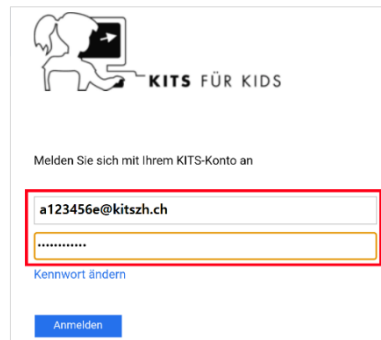 KITS FÜR KIDS
Melden Sie sich mit Ihrem KITS-Konto an
a123456e@kitszh.ch
••••••••••••
Kennwort ändern
Anmelden